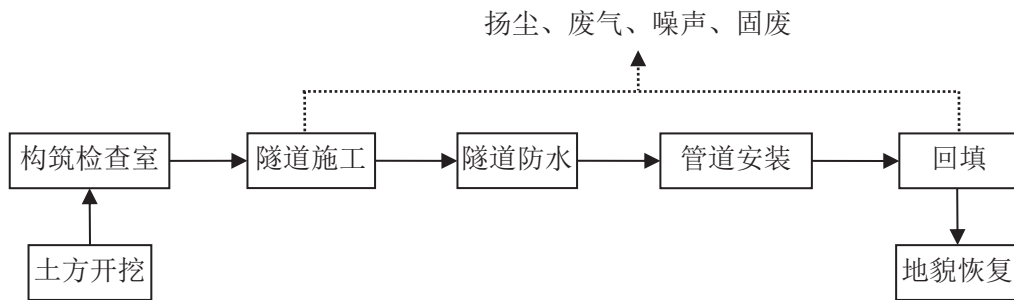 扬尘、废气、噪声、固废
构筑检查室
隧道施工
隧道防水
管道安装
回填
土方开挖
地貌恢复